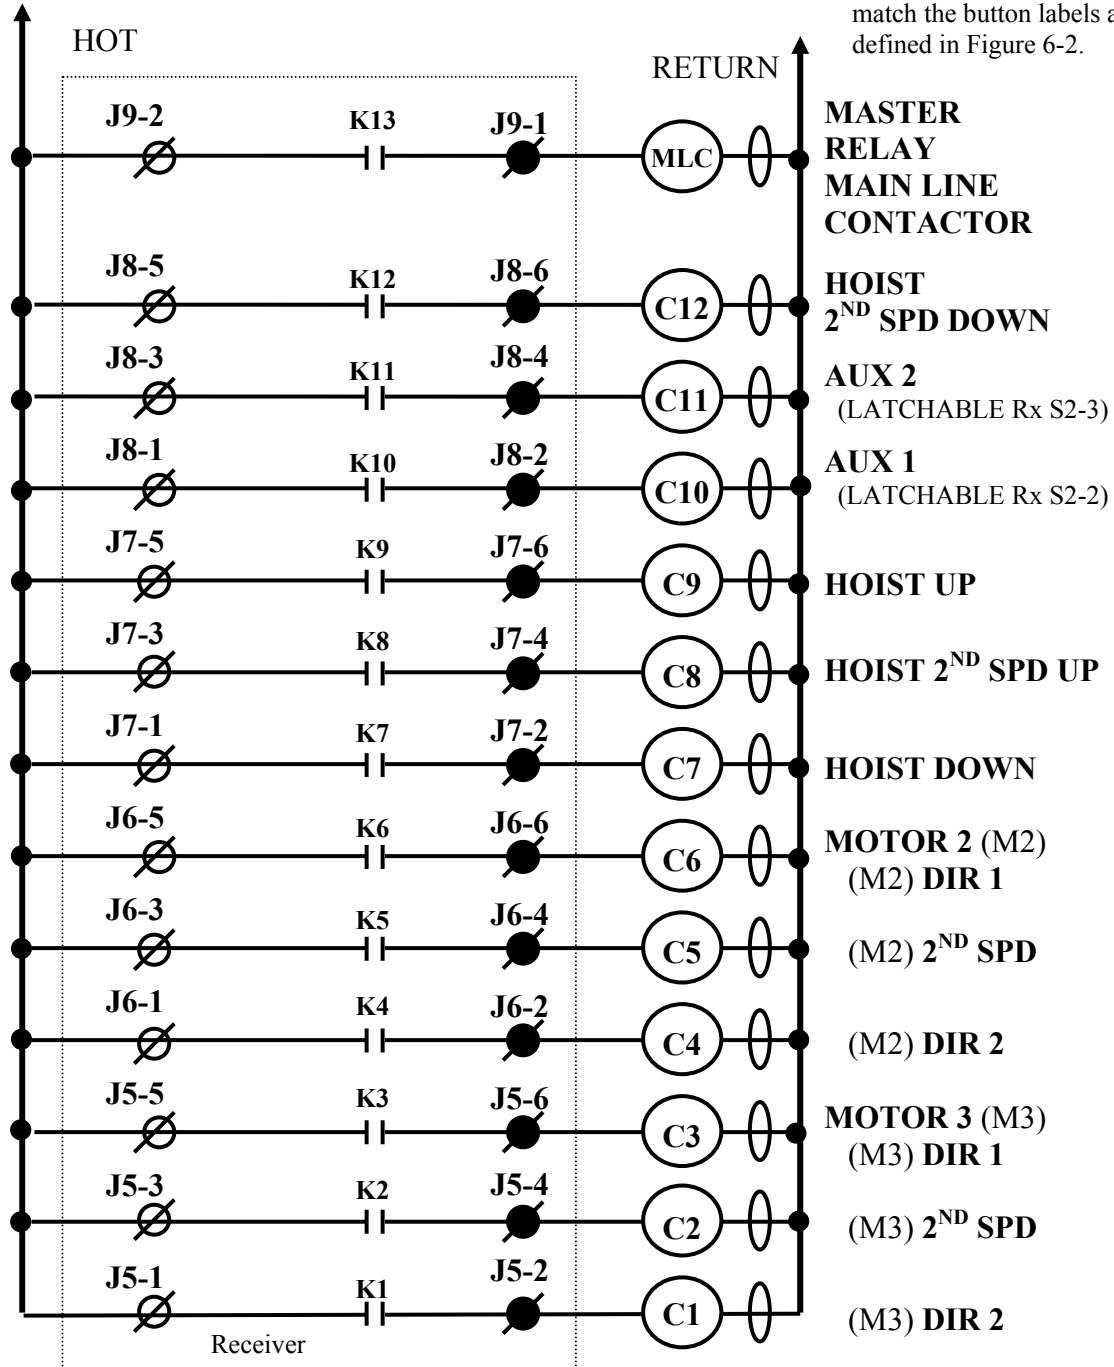 match the button labels a
defined in Figure 6-2.
HOT
RETURN
J9-2 K13 J9-1 MLC MASTER
RELAY
MAIN LINE
CONTACTOR
J8-5 K12 J8-6 C12 HOIST
2ND SPD DOWN
J8-3 K11 J8-4 C11 AUX 2
(LATCHABLE Rx S2-3)
J8-1 K10 J8-2 C10 AUX 1
(LATCHABLE Rx S2-2)
J7-5 K9 J7-6 C9 HOIST UP
J7-3 K8 J7-4 C8 HOIST 2ND SPD UP
J7-1 K7 J7-2 C7 HOIST DOWN
J6-5 K6 J6-6 C6 MOTOR 2 (M2)
(M2) DIR 1
J6-3 K5 J6-4 C5 (M2) 2ND SPD
J6-1 K4 J6-2 C4 (M2) DIR 2
J5-5 K3 J5-6 C3 MOTOR 3 (M3)
(M3) DIR 1
J5-3 K2 J5-4 C2 (M3) 2ND SPD
J5-1 K1 J5-2 C1 (M3) DIR 2
Receiver